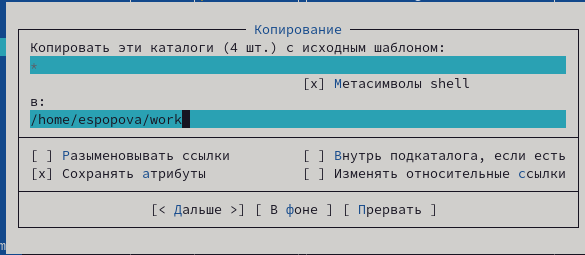 Копирование
Копировать эти каталоги (4 шт.) с исходным шаблоном:
*
[x] Метасимволы shell
в:
/home/espopova/work
[ ] Разыменовывать ссылки [ ] Внутрь подкаталога, если есть
[x] Сохранять атрибуты [ ] Изменять относительные ссылки
[< Дальше >] [ В фоне ] [ Прервать ]